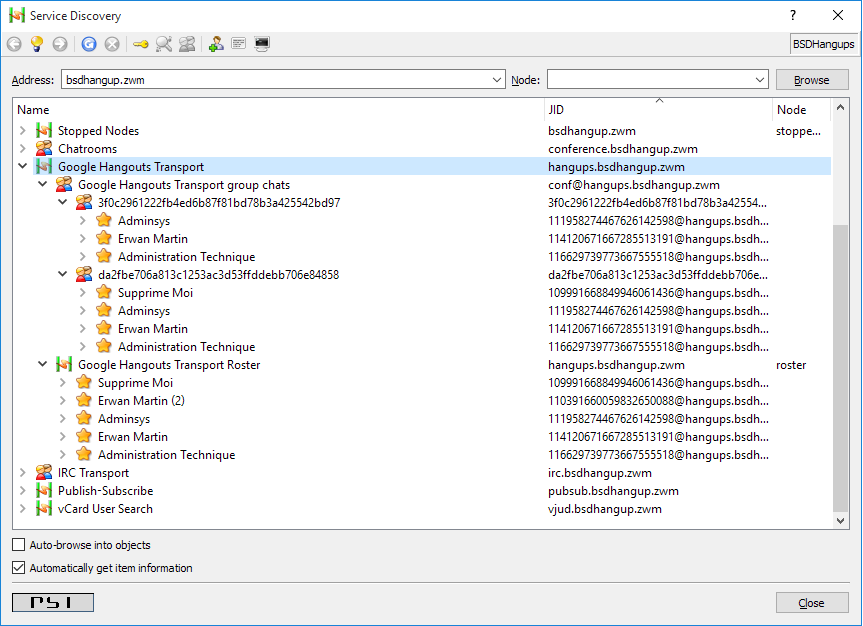 Service Discovery
BSDHangups
Address: bsdhangup.zwm Node: Browse
Name JID Node
Stopped Nodes bsdhangup.zwm stoppe...
Chatrooms conference.bsdhangup.zwm
Google Hangouts Transport hangups.bsdhangup.zwm
Google Hangouts Transport group chats conf@hangups.bsdhangup.zwm
3f0c2961222fb4ed6b87f81bd78b3a425542bd97 3f0c2961222fb4ed6b87f81bd78b3a42554...
Adminsys 111958274467626142598@hangups.bsdh...
Erwan Martin 114120671667285513191@hangups.bsdh...
Administration Technique 116629739773667555518@hangups.bsdh...
da2fbe706a813c1253ac3d53ffddebb706e84858 da2fbe706a813c1253ac3d53ffddebb706e...
Supprime Moi 109991668849946061436@hangups.bsdh...
Adminsys 111958274467626142598@hangups.bsdh...
Erwan Martin 114120671667285513191@hangups.bsdh...
Administration Technique 116629739773667555518@hangups.bsdh...
Google Hangouts Transport Roster hangups.bsdhangup.zwm roster
Supprime Moi 109991668849946061436@hangups.bsdh...
Erwan Martin (2) 110391660059832650088@hangups.bsdh...
Adminsys 111958274467626142598@hangups.bsdh...
Erwan Martin 114120671667285513191@hangups.bsdh...
Administration Technique 116629739773667555518@hangups.bsdh...
IRC Transport irc.bsdhangup.zwm
Publish-Subscribe pubsub.bsdhangup.zwm
vCard User Search vjud.bsdhangup.zwm
Auto-browse into objects
Automatically get item information
PSI Close